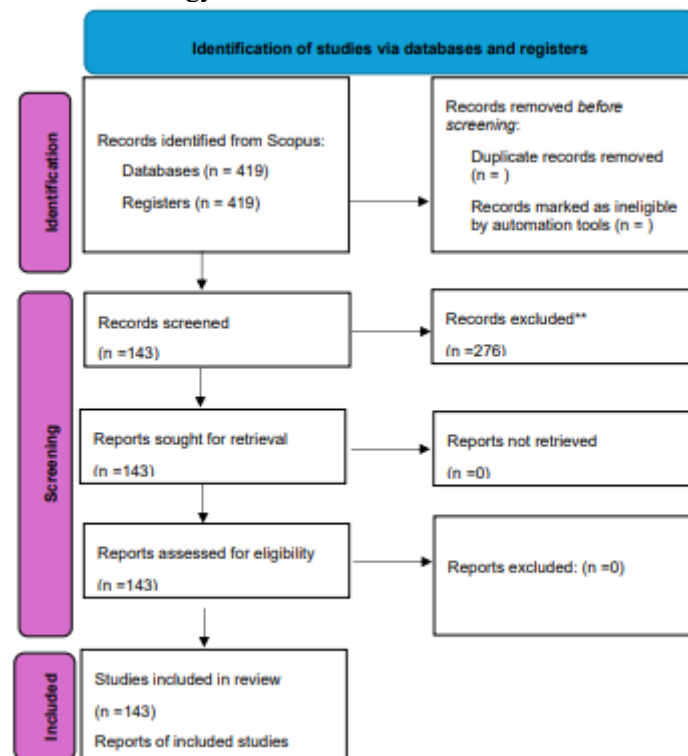 Identification of studies via databases and registers
Identification
Records identified from Scopus:
Databases (n = 419)
Registers (n = 419)
Records removed before
screening:
Duplicate records removed
(n = )
Records marked as ineligible
by automation tools (n = )
Screening
Records screened
(n =143)
Records excluded**
(n =276)
Reports sought for retrieval
(n =143)
Reports not retrieved
(n =0)
Reports assessed for eligibility
(n =143)
Reports excluded: (n =0)
Included
Studies included in review
(n =143)
Reports of included studies